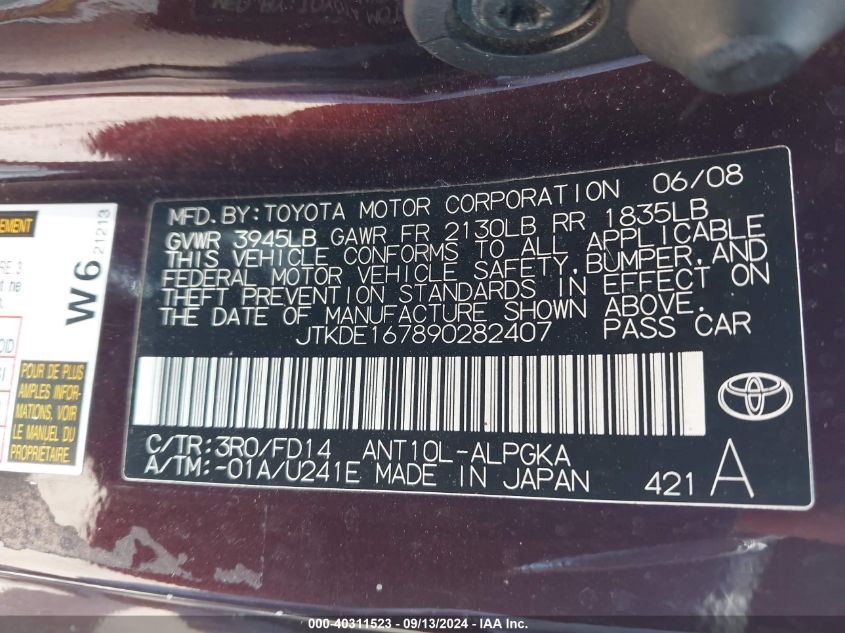 MFD. BY: TOYOTA MOTOR CORPORATION 06/08
GVWR 3945LB GAWR FR 2130LB RR 1835LB
THIS VEHICLE CONFORMS TO ALL APPLICABLE
FEDERAL MOTOR VEHICLE SAFETY, BUMPER, AND
THEFT PREVENTION STANDARDS IN EFFECT ON
THE DATE OF MANUFACTURE SHOWN ABOVE.
JTKDE167890282407 PASS CAR
C/TR: 3R0/FD14 ANT10L-ALPGKA
A/TM: -01A/U241E MADE IN JAPAN
421 A
W6 21213
POUR DE PLUS
AMPLES INFOR-
MATIONS, VOIR
LE MANUEL DU
PROPRIÉTAIRE
000 - 40311523 - 09/13/2024 - IAA Inc.